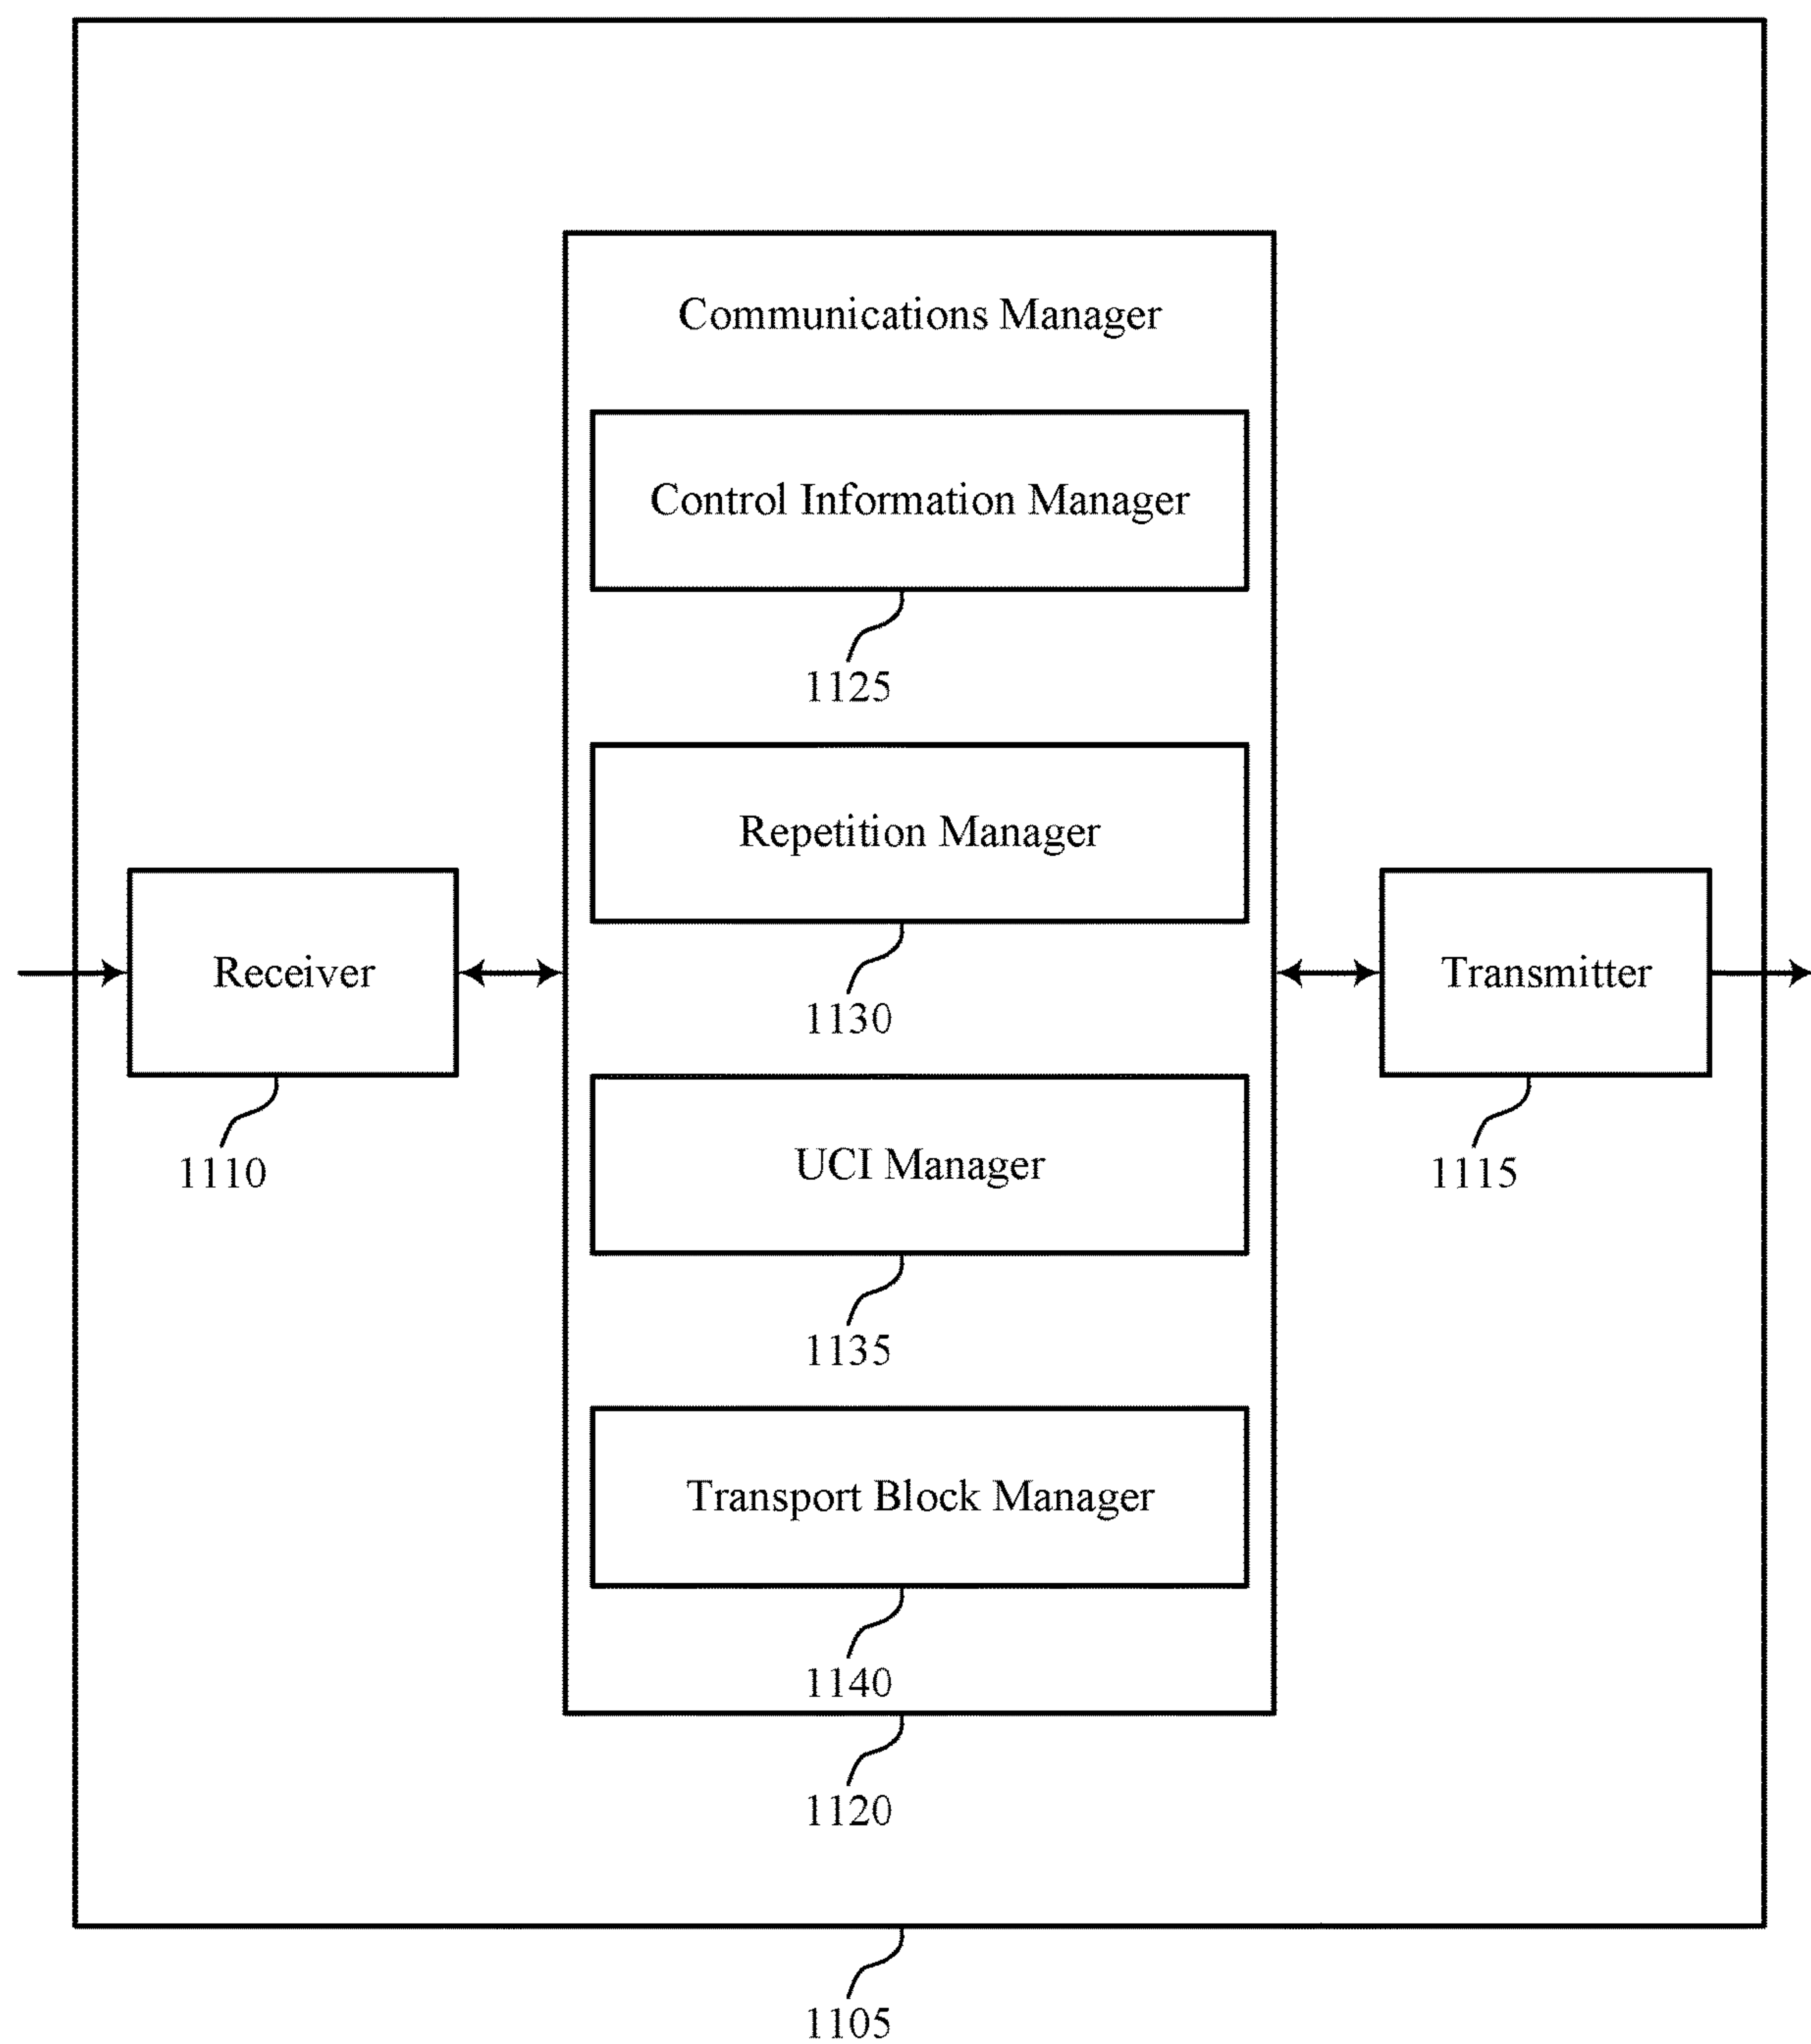 Communications Manager
Control Information Manager
1125
Repetition Manager
1130
Receiver
1110
Transmitter
1115
UCI Manager
1135
Transport Block Manager
1140
1120
1105